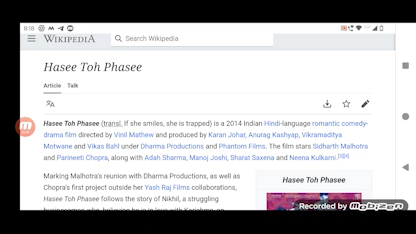 8:18
WIKIPEDIA
Search Wikipedia
Hasee Toh Phasee
Article Talk
Hasee Toh Phasee (transl. If she smiles, she is trapped) is a 2014 Indian Hindi-language romantic comedy-
drama film directed by Vinil Mathew and produced by Karan Johar, Anurag Kashyap, Vikramaditya
Motwane and Vikas Bahl under Dharma Productions and Phantom Films. The film stars Sidharth Malhotra
and Parineeti Chopra, along with Adah Sharma, Manoj Joshi, Sharat Saxena and Neena Kulkarni.[3][4]
Marking Malhotra's reunion with Dharma Productions, as well as
Chopra's first project outside her Yash Raj Films collaborations,
Hasee Toh Phasee follows the story of Nikhil, a struggling
Hasee Toh Phasee
Recorded by Mobizen